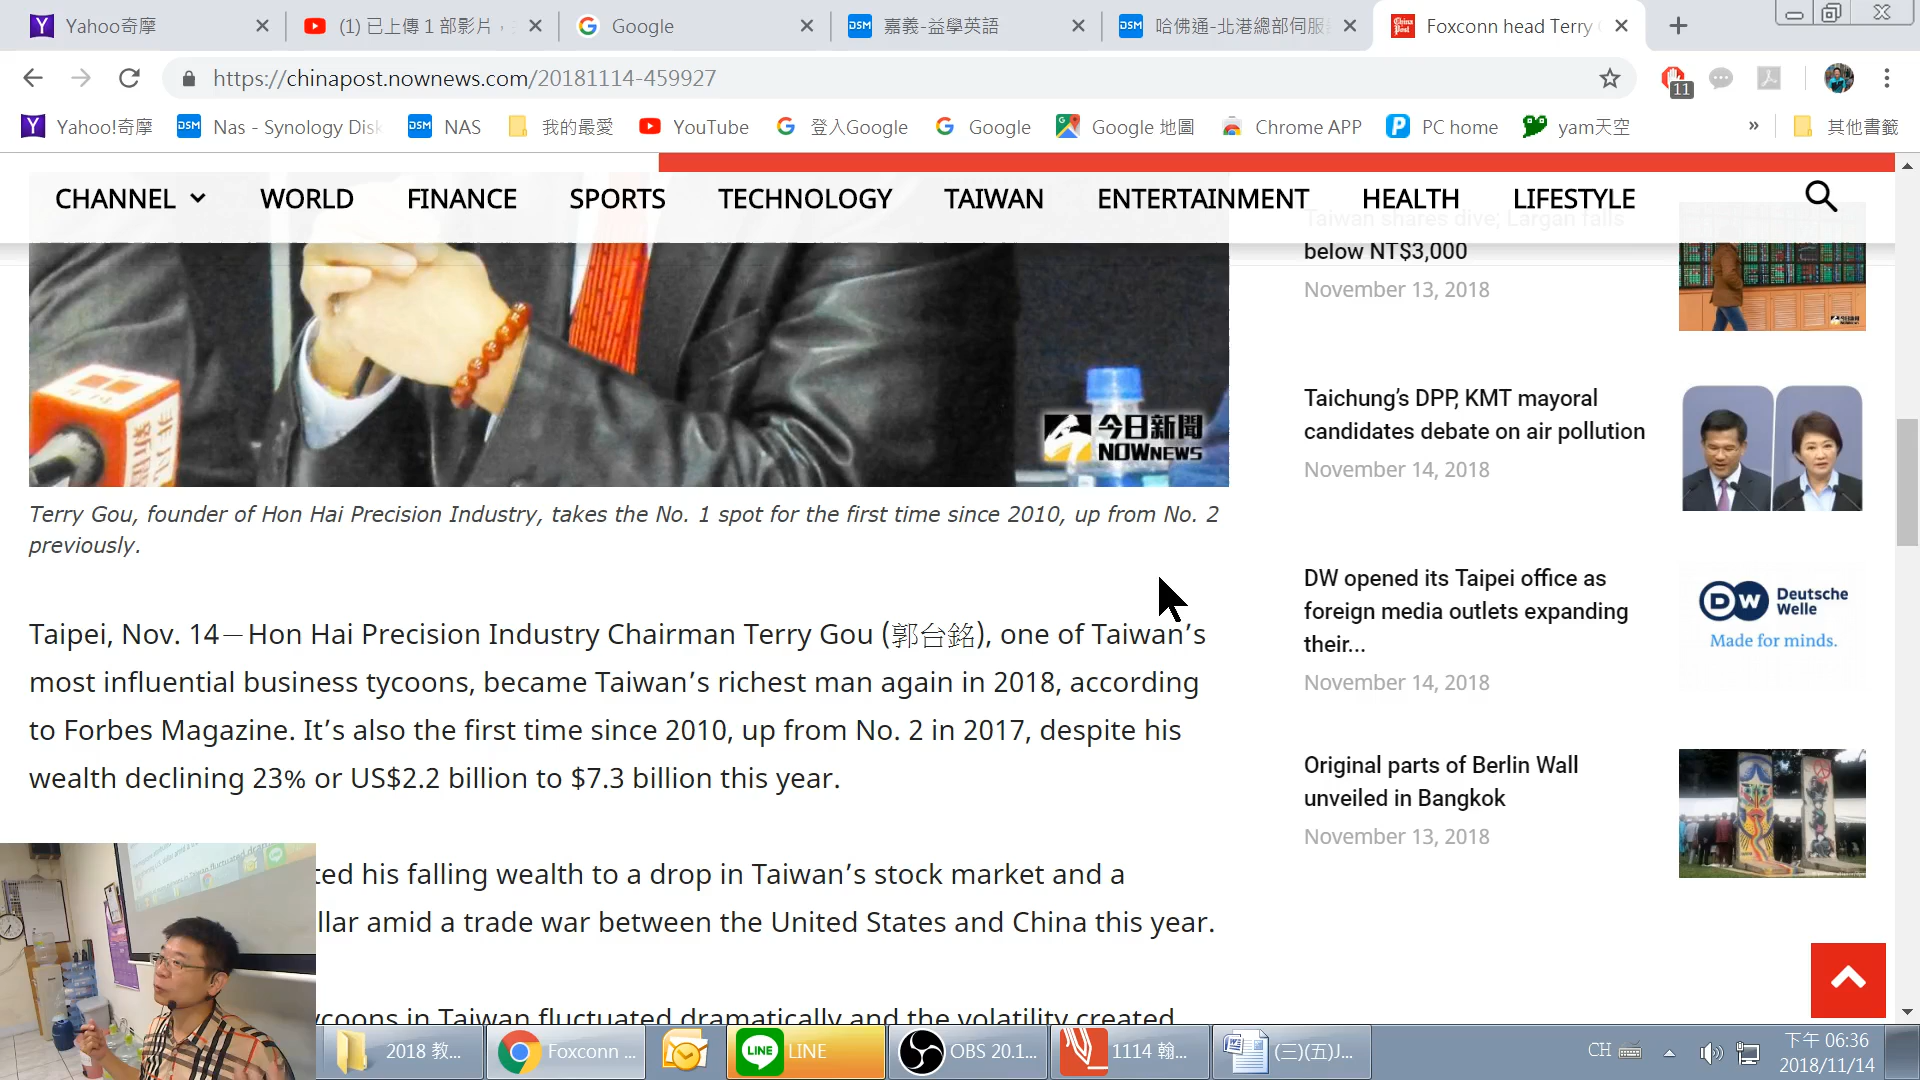 Yahoo奇摩
(1) 已上傳 1 部影片，
Google
嘉義-益學英語
哈佛通-北港總部伺服
Foxconn head Terry
https://chinapost.nownews.com/20181114-459927
11
Yahoo!奇摩
Nas - Synology Disk
NAS
我的最愛
YouTube
登入Google
Google
Google 地圖
Chrome APP
PC home
yam天空
»
其他書籤
CHANNEL
WORLD
FINANCE
SPORTS
TECHNOLOGY
TAIWAN
ENTERTAINMENT
HEALTH
LIFESTYLE
今日新聞
NOWnews
Terry Gou, founder of Hon Hai Precision Industry, takes the No. 1 spot for the first time since 2010, up from No. 2
previously.
Taipei, Nov. 14－Hon Hai Precision Industry Chairman Terry Gou (郭台銘), one of Taiwan’s
most influential business tycoons, became Taiwan’s richest man again in 2018, according
to Forbes Magazine. It’s also the first time since 2010, up from No. 2 in 2017, despite his
wealth declining 23% or US$2.2 billion to $7.3 billion this year.
ted his falling wealth to a drop in Taiwan’s stock market and a
llar amid a trade war between the United States and China this year.
ycoons in Taiwan fluctuated dramatically and the volatility created
Taiwan shares dive; Largan falls
below NT$3,000
November 13, 2018
Taichung’s DPP, KMT mayoral
candidates debate on air pollution
November 14, 2018
DW opened its Taipei office as
foreign media outlets expanding
their...
November 14, 2018
DW
Deutsche
Welle
Made for minds.
Original parts of Berlin Wall
unveiled in Bangkok
November 13, 2018
2018 教...
Foxconn ...
LINE
LINE
OBS 20.1...
1114 翰...
(三)(五)J...
CH
下午 06:36
2018/11/14